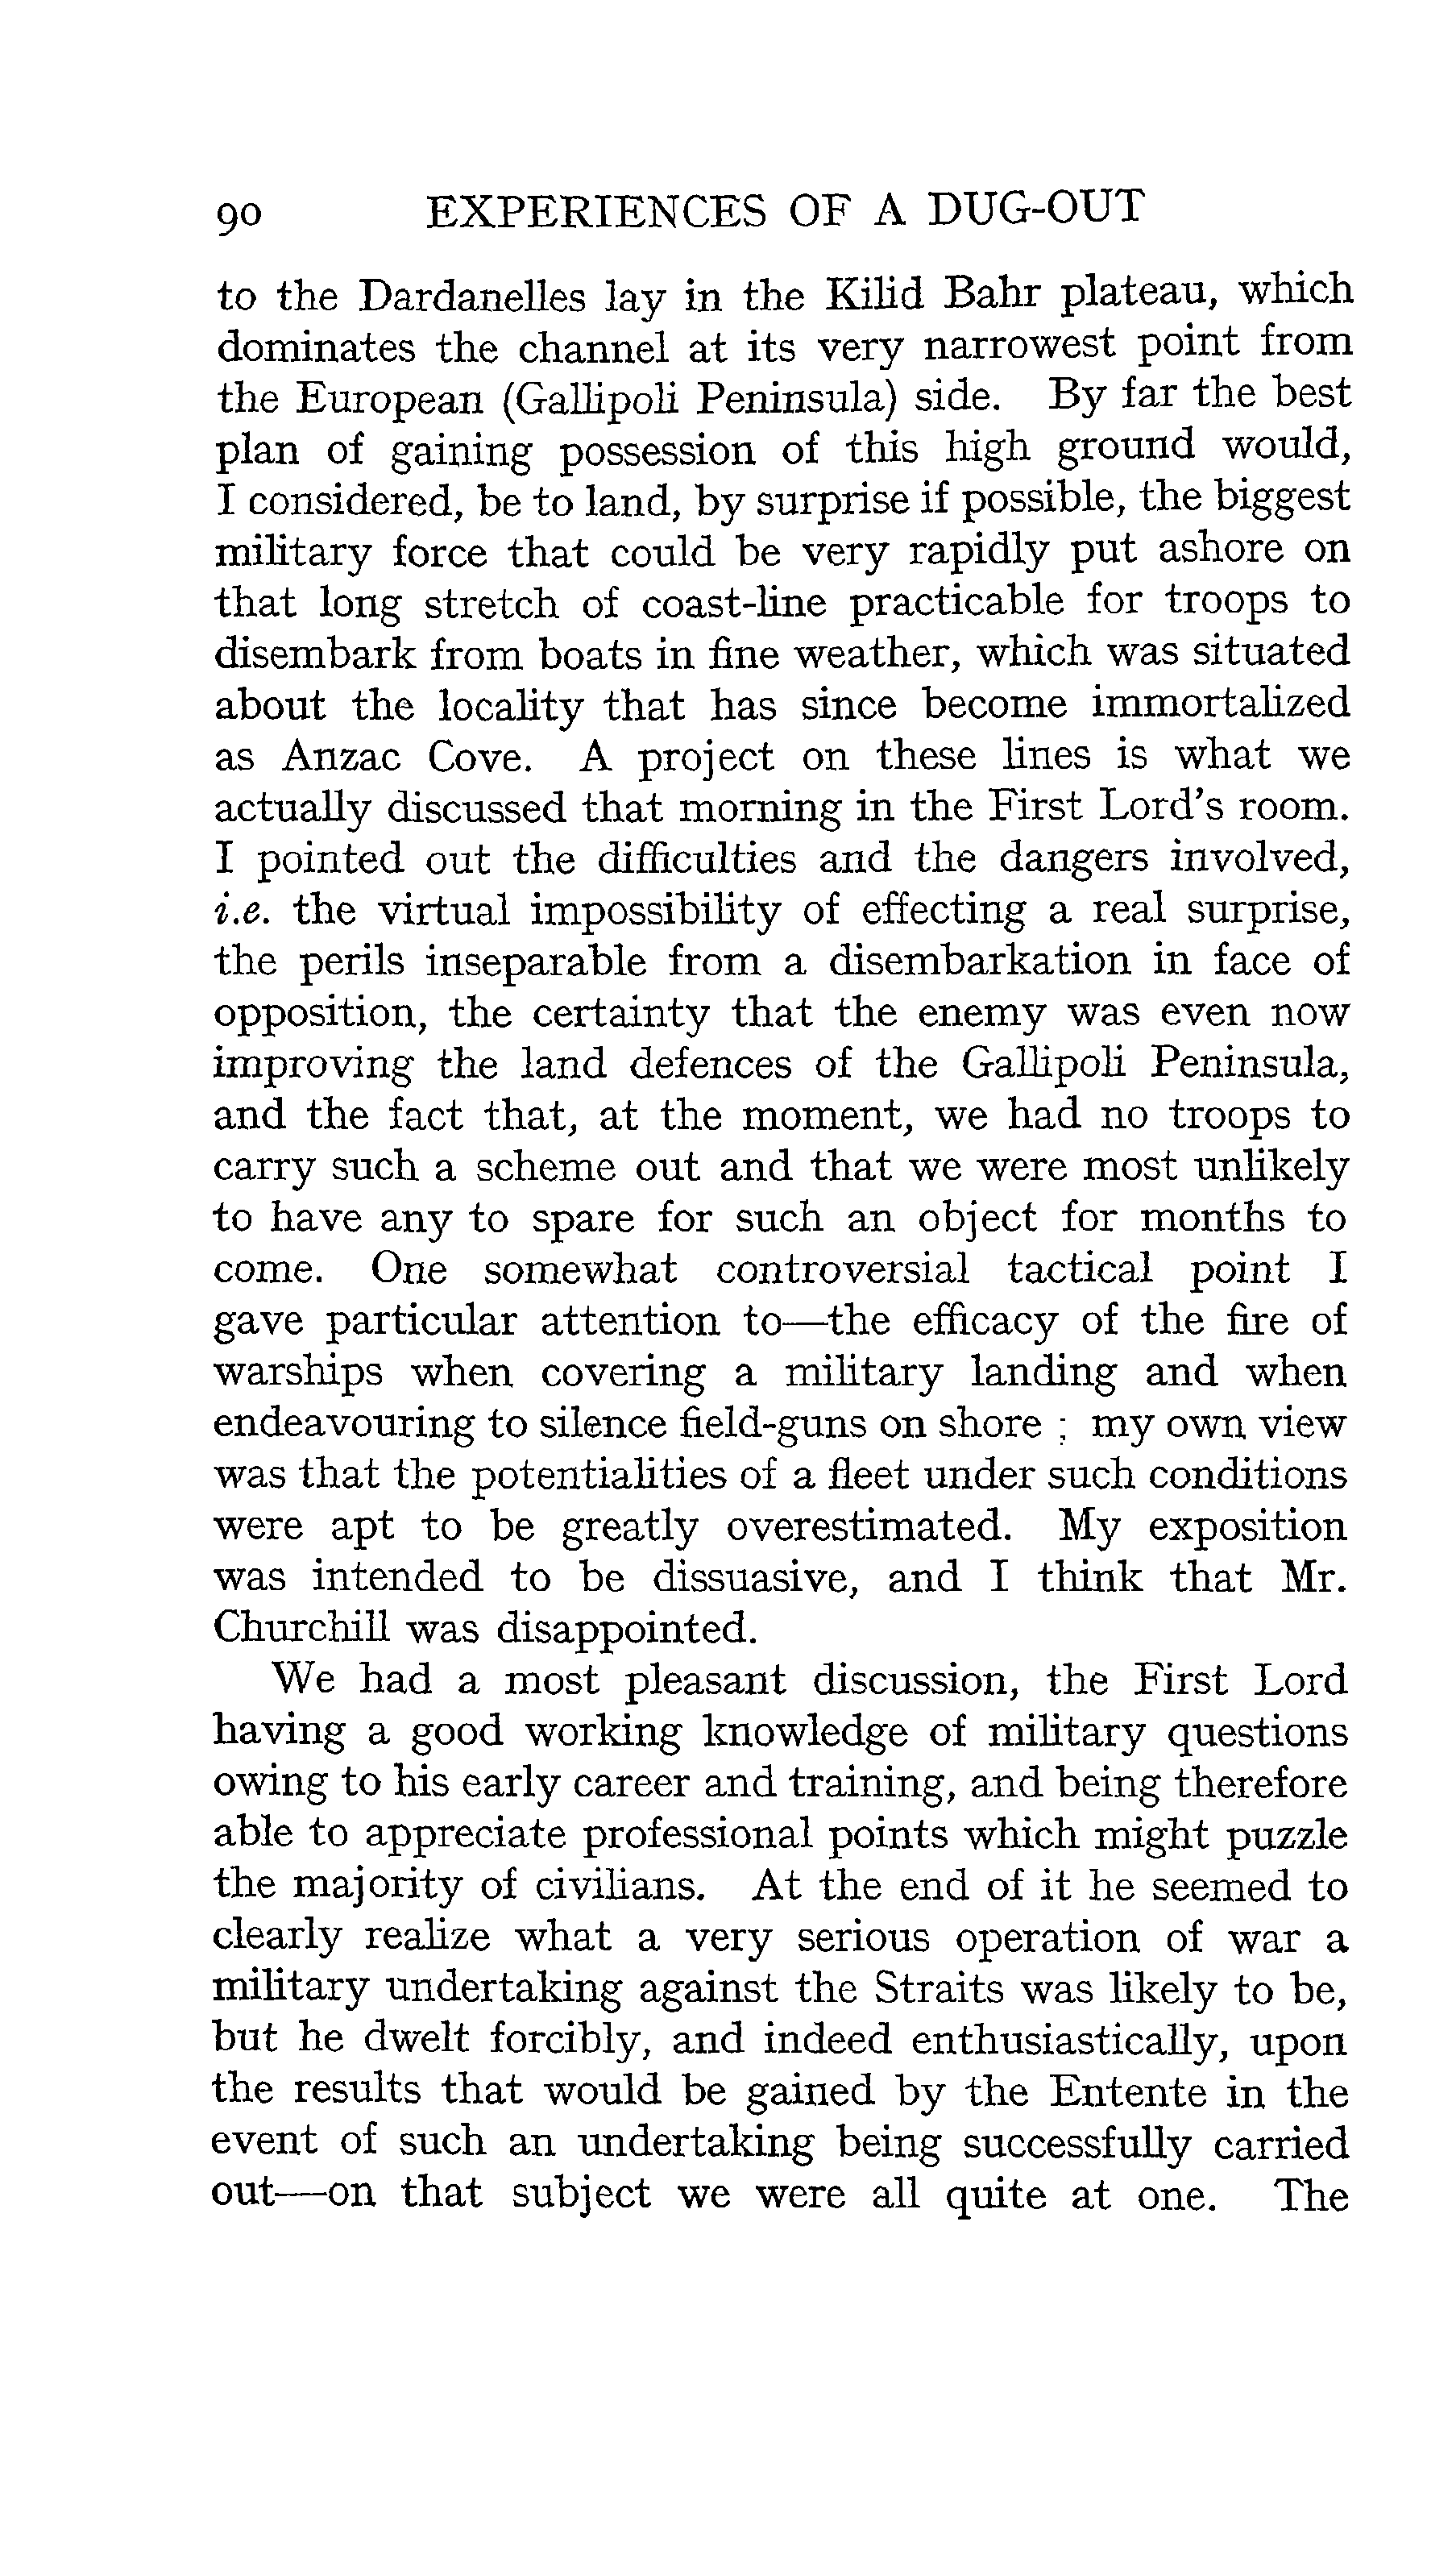 90 EXPERIENCES OF A DUG-OUT
to the Dardanelles lay in the Kilid Bahr plateau, which
dominates the channel at its very narrowest point from
the European (Gallipoli Peninsula) side. By far the best
plan of gaining possession of this high ground would,
I considered, be to land, by surprise if possible, the biggest
military force that could be very rapidly put ashore on
that long stretch of coast-line practicable for troops to
disembark from boats in fine weather, which was situated
about the locality that has since become immortalized
as Anzac Cove. A project on these lines is what we
actually discussed that morning in the First Lord's room.
I pointed out the difficulties and the dangers involved,
i.e. the virtual impossibility of effecting a real surprise,
the perils inseparable from a disembarkation in face of
opposition, the certainty that the enemy was even now
improving the land defences of the Gallipoli Peninsula,
and the fact that, at the moment, we had no troops to
carry such a scheme out and that we were most unlikely
to have any to spare for such an object for months to
come. One somewhat controversial tactical point I
gave particular attention to—the efficacy of the fire of
warships when covering a military landing and when
endeavouring to silence field-guns on shore ; my own view
was that the potentialities of a fleet under such conditions
were apt to be greatly overestimated. My exposition
was intended to be dissuasive, and I think that Mr.
Churchill was disappointed.
We had a most pleasant discussion, the First Lord
having a good working knowledge of military questions
owing to his early career and training, and being therefore
able to appreciate professional points which might puzzle
the majority of civilians. At the end of it he seemed to
clearly realize what a very serious operation of war a
military undertaking against the Straits was likely to be,
but he dwelt forcibly, and indeed enthusiastically, upon
the results that would be gained by the Entente in the
event of such an undertaking being successfully carried
out—on that subject we were all quite at one. The